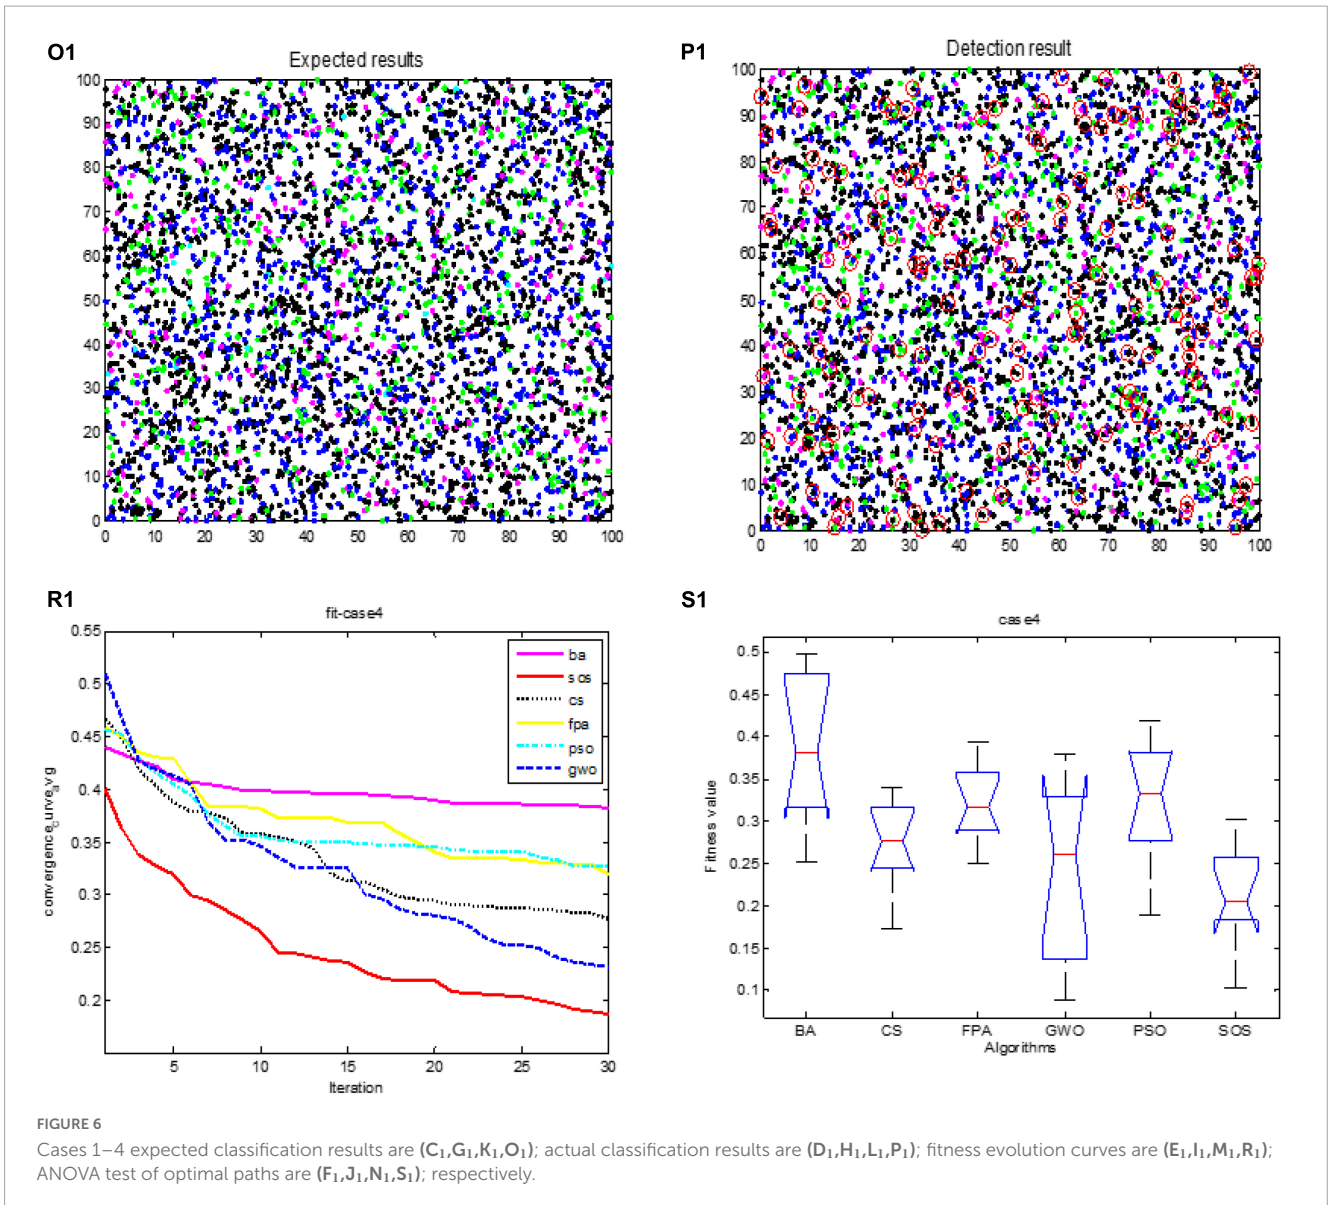 O1
Expected results
100
90
80
70
60
50
40
30
20
10
0
0 10 20 30 40 50 60 70 80 90 100
P1
Detection result
100
90
80
70
60
50
40
30
20
10
0
0 10 20 30 40 50 60 70 80 90 100
R1
fit-case4
convergence_curve_avg
0.55
0.5
0.45
0.4
0.35
0.3
0.25
0.2
5 10 15 20 25 30
Iteration
ba
sos
cs
fpa
pso
gwo
S1
case4
Fitness value
0.5
0.45
0.4
0.35
0.3
0.25
0.2
0.15
0.1
BA CS FPA GWO PSO SOS
Algorithms
FIGURE 6
Cases 1–4 expected classification results are (C₁,G₁,K₁,O₁); actual classification results are (D₁,H₁,L₁,P₁); fitness evolution curves are (E₁,I₁,M₁,R₁);
ANOVA test of optimal paths are (F₁,J₁,N₁,S₁); respectively.